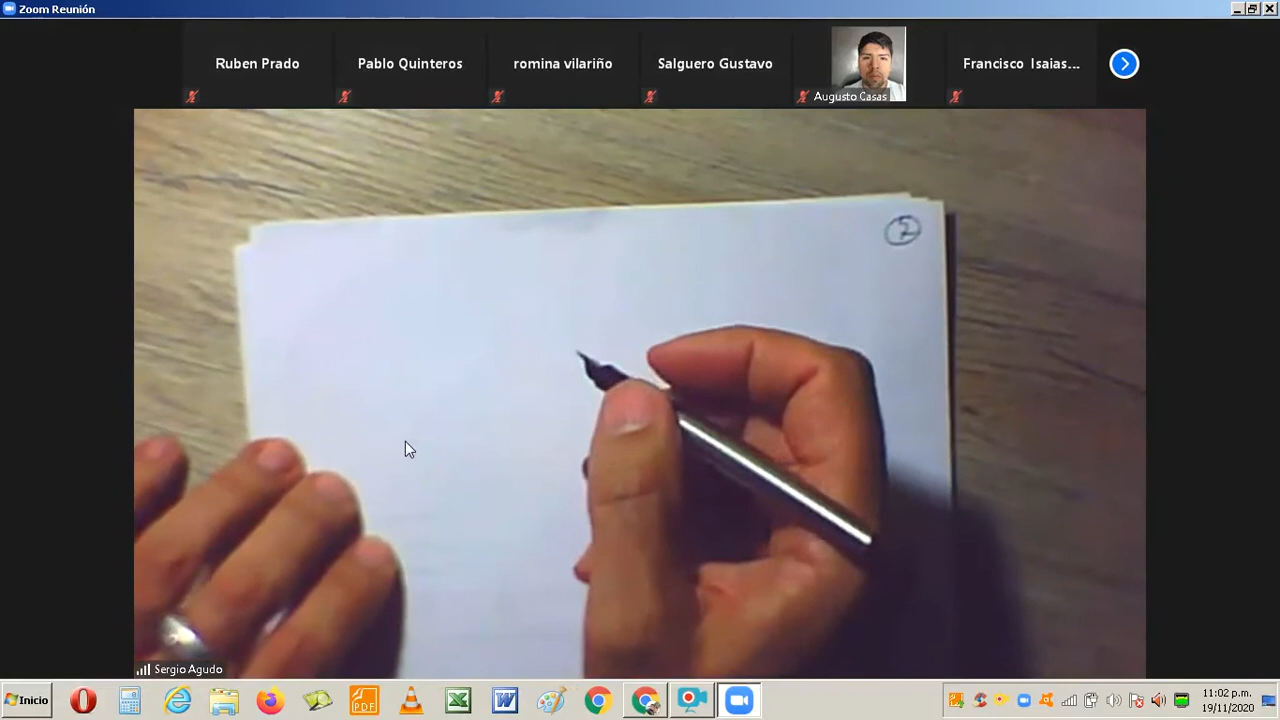 Zoom Reunión
Ruben Prado
Pablo Quinteros
romina vilariño
Salguero Gustavo
Augusto Casas
Francisco Isaias...
2
Sergio Agudo
Inicio
PDF
11:02 p.m.
19/11/2020